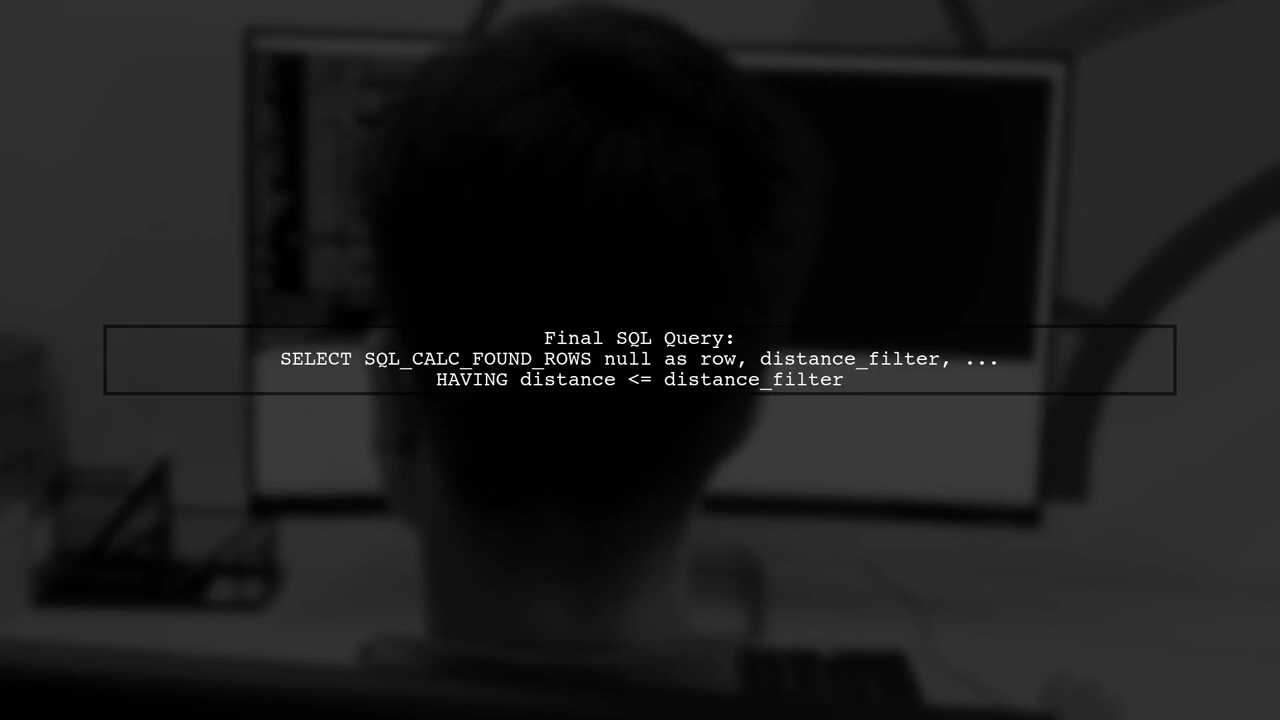 Final SQL Query:
SELECT SQL_CALC_FOUND_ROWS null as row, distance_filter, ...
HAVING distance <= distance_filter